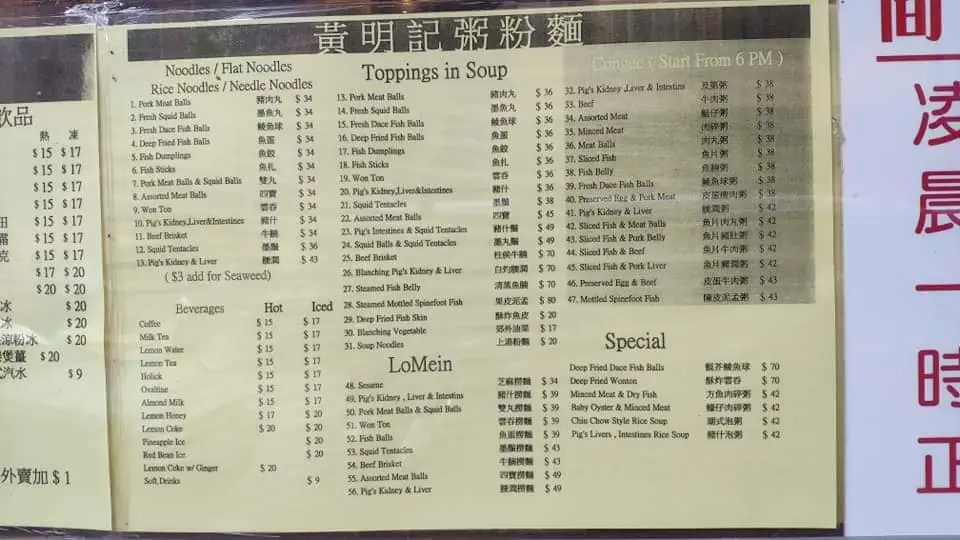 飲品
熱 凍
$15 $17
$15 $17
$15 $17
$15 $17
田 $15 $17
霜 $15 $17
克 $15 $17
$17 $20
$20 $20
冰 $20
冰 $20
涼粉冰 $20
煲薑 $20
汽水 $9
外賣加 $1
黃明記粥粉麵
Noodles / Flat Noodles
Rice Noodles / Needle Noodles
1. Pork Meat Balls 豬肉丸 $ 34
2. Fresh Squid Balls 墨魚丸 $ 34
3. Fresh Dace Fish Balls 鯪魚球 $ 34
4. Deep Fried Fish Balls 魚蛋 $ 34
5. Fish Dumplings 魚餃 $ 34
6. Fish Sticks 魚扎 $ 34
7. Pork Meat Balls & Squid Balls 雙丸 $ 34
8. Assorted Meat Balls 四寶 $ 34
9. Won Ton 雲吞 $ 34
10. Pig's Kidney,Liver&Intestines 豬什 $ 34
11. Beef Brisket 牛腩 $ 34
12. Squid Tentacles 墨鬚 $ 36
13. Pig's Kidney & Liver 膶 $ 43
( $3 add for Seaweed)
Beverages Hot Iced
Coffee $ 15 $ 17
Milk Tea $ 15 $ 17
Lemon Water $ 15 $ 17
Lemon Tea $ 15 $ 17
Holick $ 15 $ 17
Ovaltine $ 15 $ 17
Almond Milk $ 15 $ 17
Lemon Honey $ 17 $ 20
Lemon Coke $ 20 $ 20
Pineapple Ice $ 20
Red Bean Ice $ 20
Lemon Coke w/ Ginger $ 20
Soft Drinks $ 9
Toppings in Soup
13. Pork Meat Balls 豬肉丸 $ 36
14. Fresh Squid Balls 墨魚丸 $ 36
15. Fresh Dace Fish Balls 鯪魚球 $ 36
16. Deep Fried Fish Balls 魚蛋 $ 36
17. Fish Dumplings 魚餃 $ 36
18. Fish Sticks 魚扎 $ 36
19. Won Ton 雲吞 $ 36
20. Pig's Kidney,Liver&Intestines 豬什 $ 36
21. Squid Tentacles 墨鬚 $ 38
22. Assorted Meat Balls 四寶 $ 45
23. Pig's Intestines & Squid Tentacles 豬什鬚 $ 49
24. Squid Balls & Squid Tentacles 墨丸鬚 $ 49
25. Beef Brisket 柱侯牛腩 $ 70
26. Blanching Pig's Kidney & Liver 白灼 $ 70
27. Steamed Fish Belly 清蒸魚腩 $ 70
28. Steamed Mottled Spinefoot Fish 果皮泥孟 $ 80
29. Deep Fried Fish Skin 酥炸魚皮 $ 20
30. Blanching Vegetable 郊外油菜 $ 17
31. Soup Noodles 上湯粉麵 $ 20
LoMein
48. Sesame 芝麻撈麵 $ 34
49. Pig's Kidney , Liver & Intestins 豬什撈麵 $ 39
50. Pork Meat Balls & Squid Balls 雙丸撈麵 $ 39
51. Won Ton 雲吞撈麵 $ 39
52. Fish Balls 魚蛋撈麵 $ 39
53. Squid Tentacles 墨鬚撈麵 $ 43
54. Beef Brisket 牛腩撈麵 $ 43
55. Assorted Meat Balls 四寶撈麵 $ 49
56. Pig's Kidney & Liver 撈麵 $ 49
Congee ( Start From 6 PM )
32. Pig's Kidney ,Liver & Intestins 及第粥 $ 38
33. Beef 牛肉粥 $ 38
34. Assorted Meat 艇仔粥 $ 38
35. Minced Meat 肉碎粥 $ 38
36. Meat Balls 肉丸粥 $ 38
37. Sliced Fish 魚片粥 $ 38
38. Fish Belly 魚腩粥 $ 38
39. Fresh Dace Fish Balls 鯪魚球粥 $ 38
40. Preserved Egg & Pork Meat 皮蛋瘦肉粥 $ 38
41. Pig's Kidney & Liver 粥 $ 42
42. Sliced Fish & Meat Balls 魚片肉丸粥 $ 42
43. Sliced Fish & Pork Belly 魚片豬肚粥 $ 42
44. Sliced Fish & Beef 魚片牛肉粥 $ 42
45. Sliced Fish & Pork Liver 魚片粥 $ 42
46. Preserved Egg & Beef 皮蛋牛肉粥 $ 43
47. Mottled Spinefoot Fish 陳皮泥孟粥 $ 43
Special
Deep Fried Dace Fish Balls 蜆芥鯪魚球 $ 70
Deep Fried Wonton 酥炸雲吞 $ 70
Minced Meat & Dry Fish 方魚肉碎粥 $ 42
Baby Oyster & Minced Meat 蠔仔肉碎粥 $ 42
Chiu Chow Style Rice Soup 潮式泡粥 $ 42
Pig's Livers , Intestines Rice Soup 豬什泡粥 $ 42
間
凌
晨
一
時
正